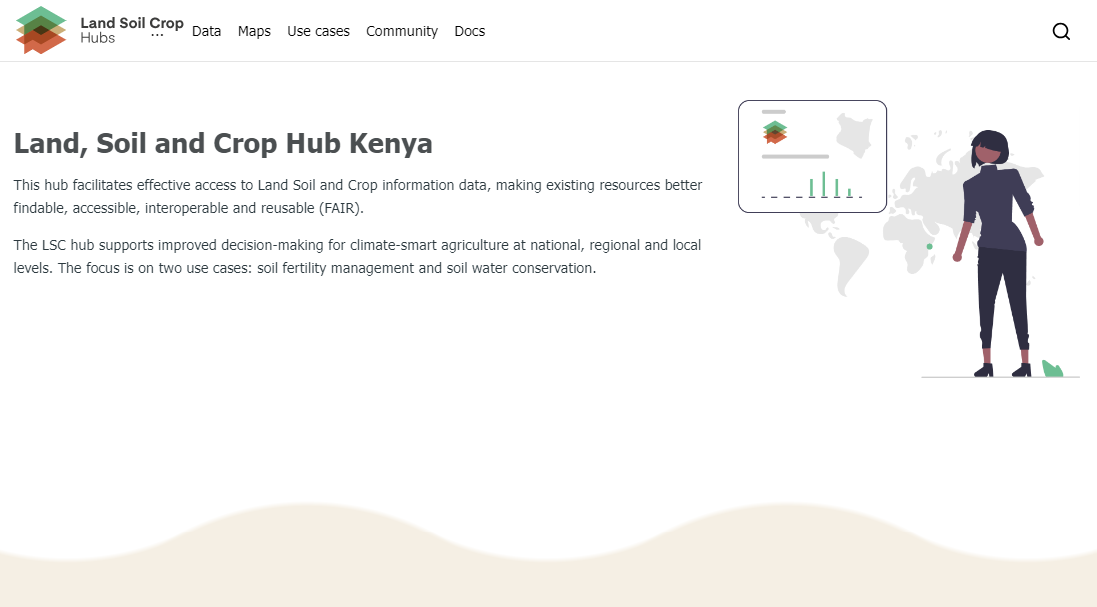 Land Soil Crop
Hubs
...
Data Maps Use cases Community Docs
Land, Soil and Crop Hub Kenya
This hub facilitates effective access to Land Soil and Crop information data, making existing resources better
findable, accessible, interoperable and reusable (FAIR).
The LSC hub supports improved decision-making for climate-smart agriculture at national, regional and local
levels. The focus is on two use cases: soil fertility management and soil water conservation.